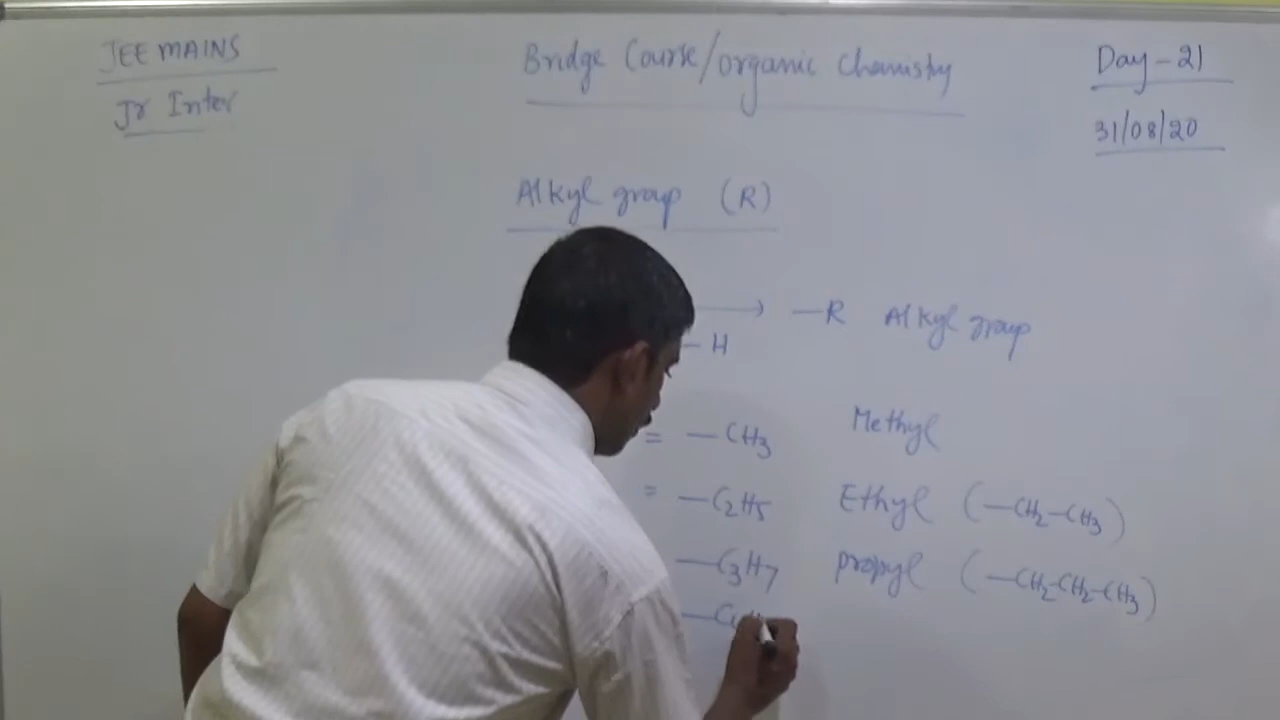 JEE MAINS
Jr Inter
Bridge Course/organic chemistry
Day-21
31/08/20
Alkyl group (R)
—R Alkyl group
— H
= —CH3 Methyl
= —C2H5 Ethyl (—CH2—CH3)
—C3H7 propyl (—CH2-CH2-CH3)